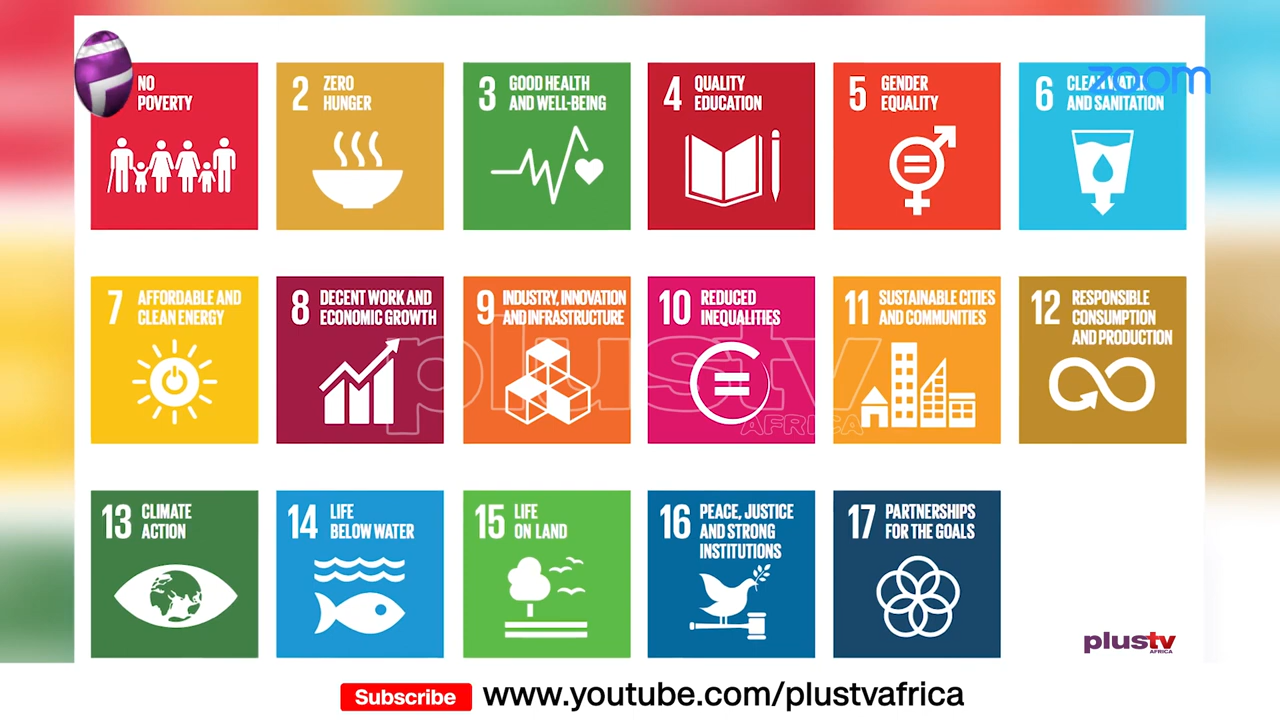 NO
POVERTY
2 ZERO
HUNGER
3 GOOD HEALTH
AND WELL-BEING
4 QUALITY
EDUCATION
5 GENDER
EQUALITY
zoom
6 CLEAN WATER
AND SANITATION
7 AFFORDABLE AND
CLEAN ENERGY
8 DECENT WORK AND
ECONOMIC GROWTH
9 INDUSTRY, INNOVATION
AND INFRASTRUCTURE
10 REDUCED
INEQUALITIES
11 SUSTAINABLE CITIES
AND COMMUNITIES
12 RESPONSIBLE
CONSUMPTION
AND PRODUCTION
plustv
AFRICA
13 CLIMATE
ACTION
14 LIFE
BELOW WATER
15 LIFE
ON LAND
16 PEACE, JUSTICE
AND STRONG
INSTITUTIONS
17 PARTNERSHIPS
FOR THE GOALS
plustv
AFRICA
Subscribe www.youtube.com/plustvafrica